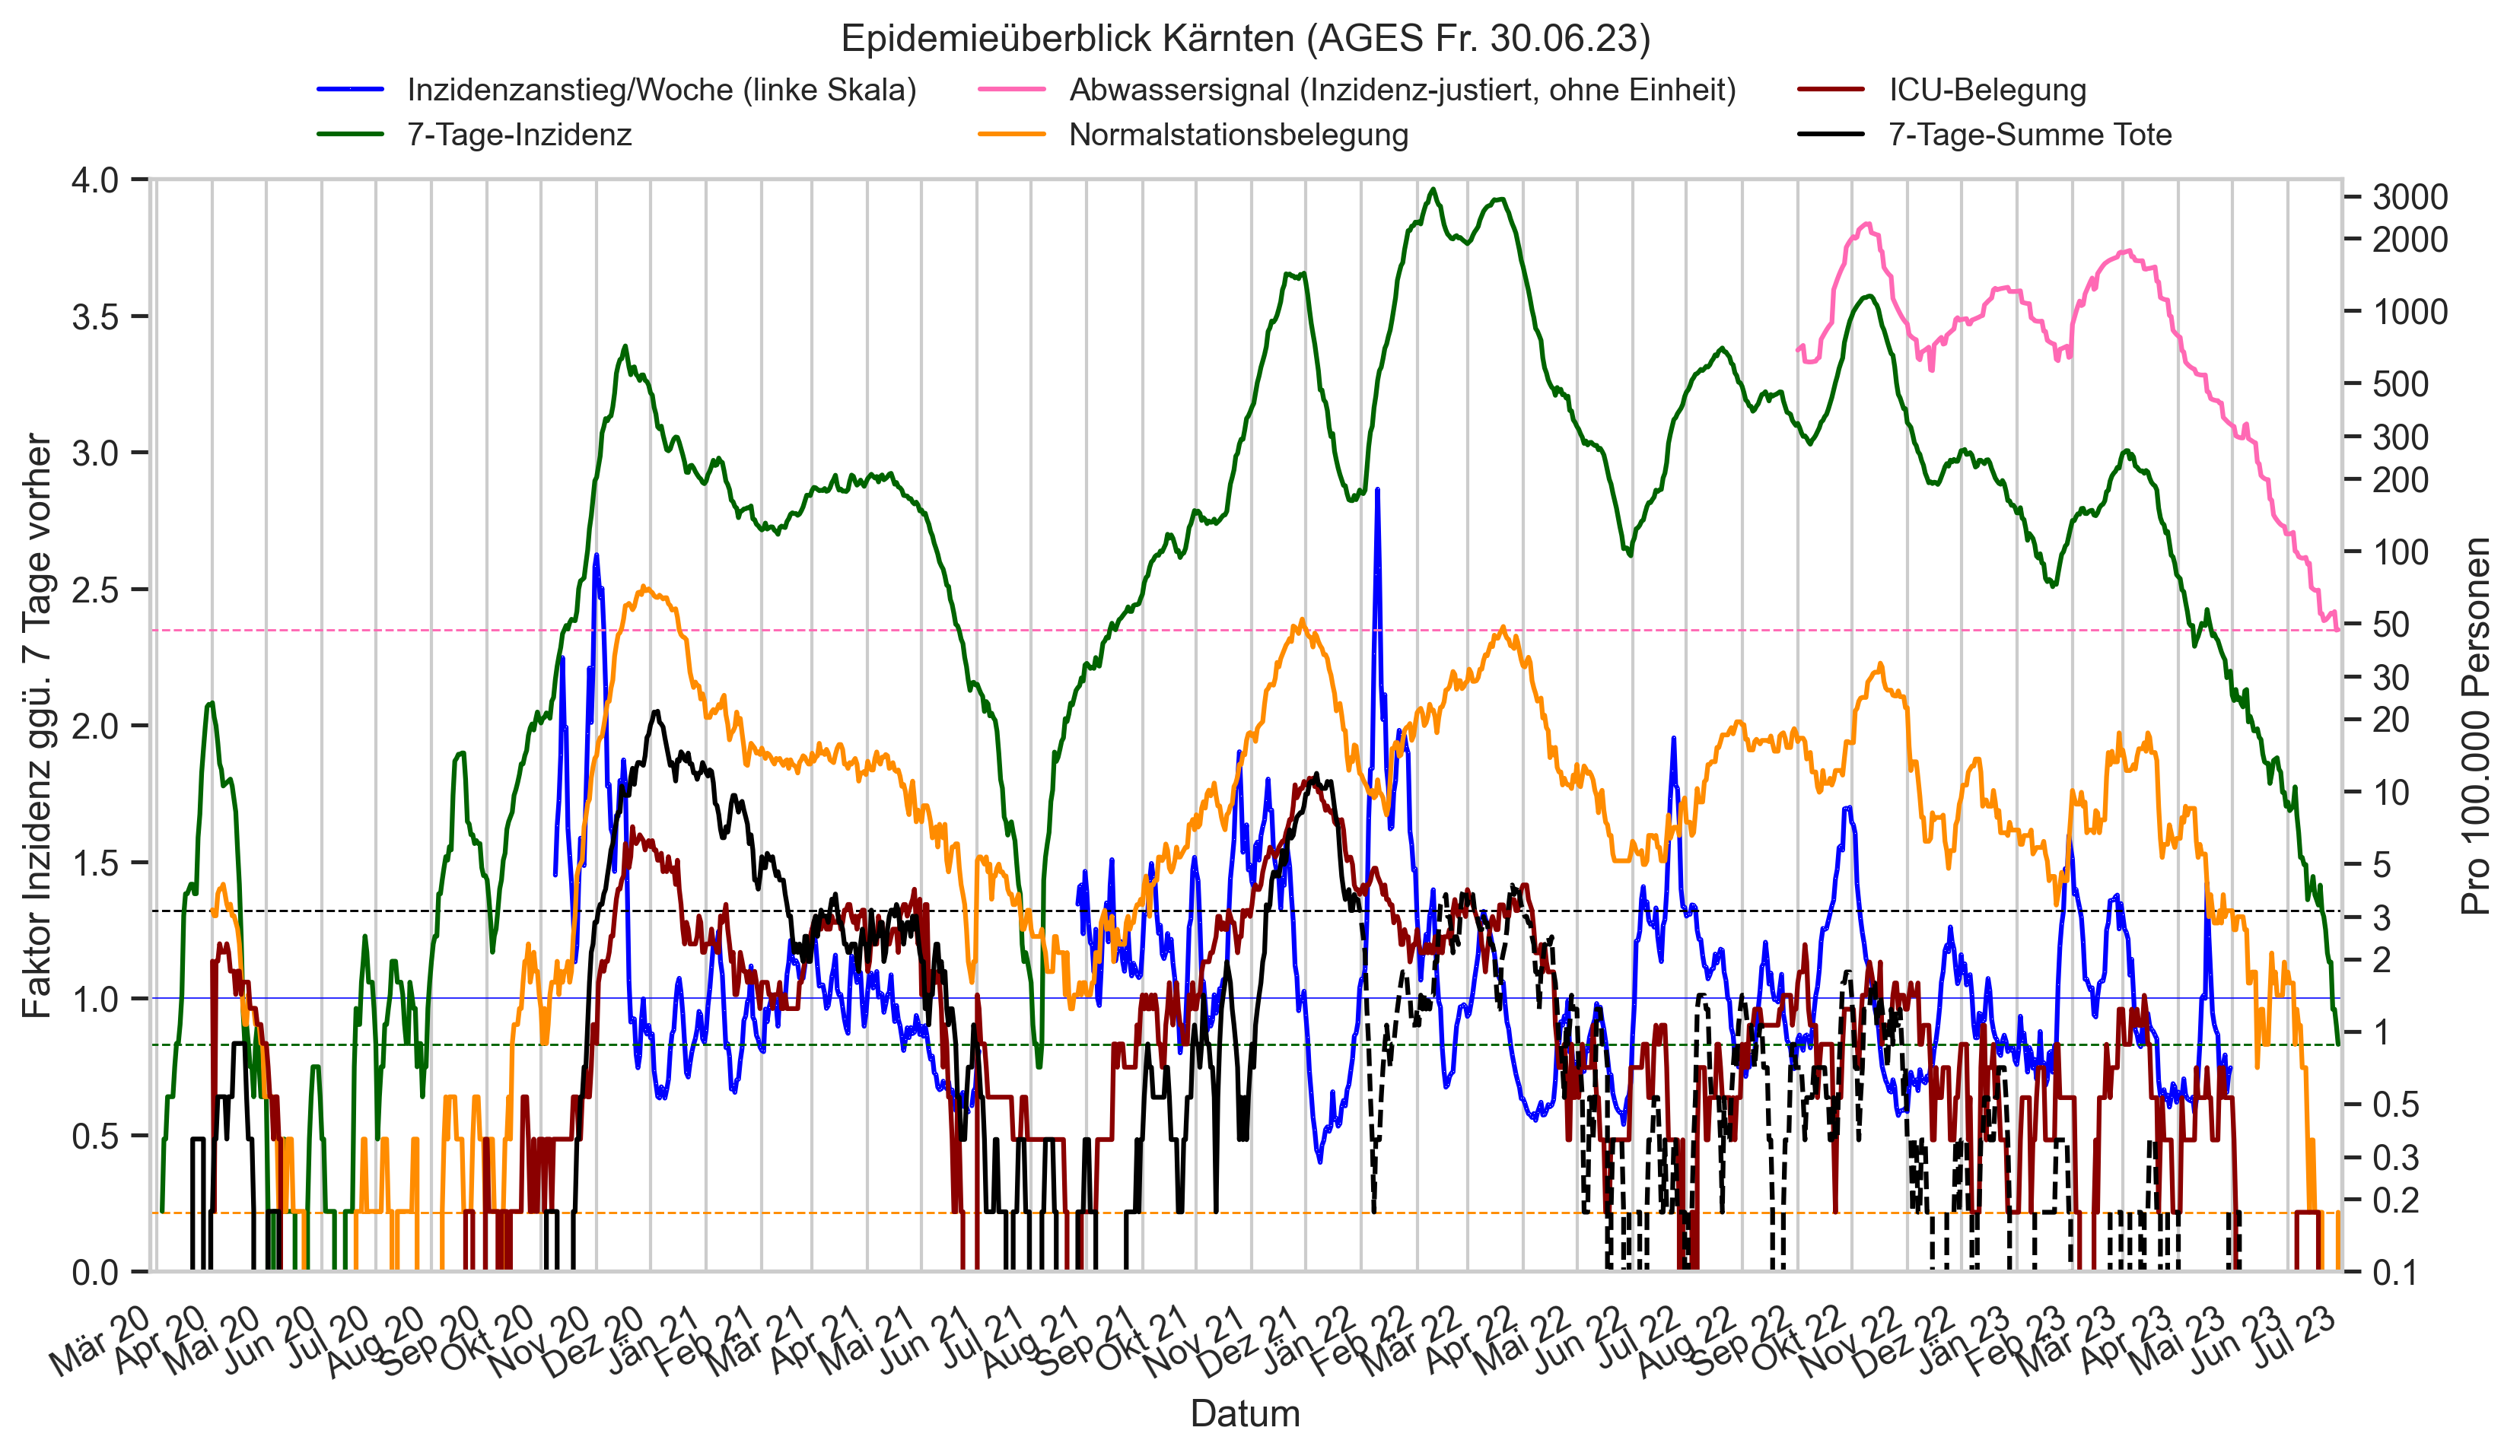 Epidemieüberblick Kärnten (AGES Fr. 30.06.23)
Inzidenzanstieg/Woche (linke Skala)
Abwassersignal (Inzidenz-justiert, ohne Einheit)
ICU-Belegung
7-Tage-Inzidenz
Normalstationsbelegung
7-Tage-Summe Tote
Faktor Inzidenz ggü. 7 Tage vorher
4.0
3.5
3.0
2.5
2.0
1.5
1.0
0.5
0.0
3000
2000
1000
500
300
200
100
50
30
20
10
5
3
2
1
0.5
0.3
0.2
0.1
Pro 100.000 Personen
Mär 20
Apr 20
Mai 20
Jun 20
Jul 20
Aug 20
Sep 20
Okt 20
Nov 20
Dez 20
Jän 21
Feb 21
Mär 21
Apr 21
Mai 21
Jun 21
Jul 21
Aug 21
Sep 21
Okt 21
Nov 21
Dez 21
Jän 22
Feb 22
Mär 22
Apr 22
Mai 22
Jun 22
Jul 22
Aug 22
Sep 22
Okt 22
Nov 22
Dez 22
Jän 23
Feb 23
Mär 23
Apr 23
Mai 23
Jun 23
Jul 23
Datum